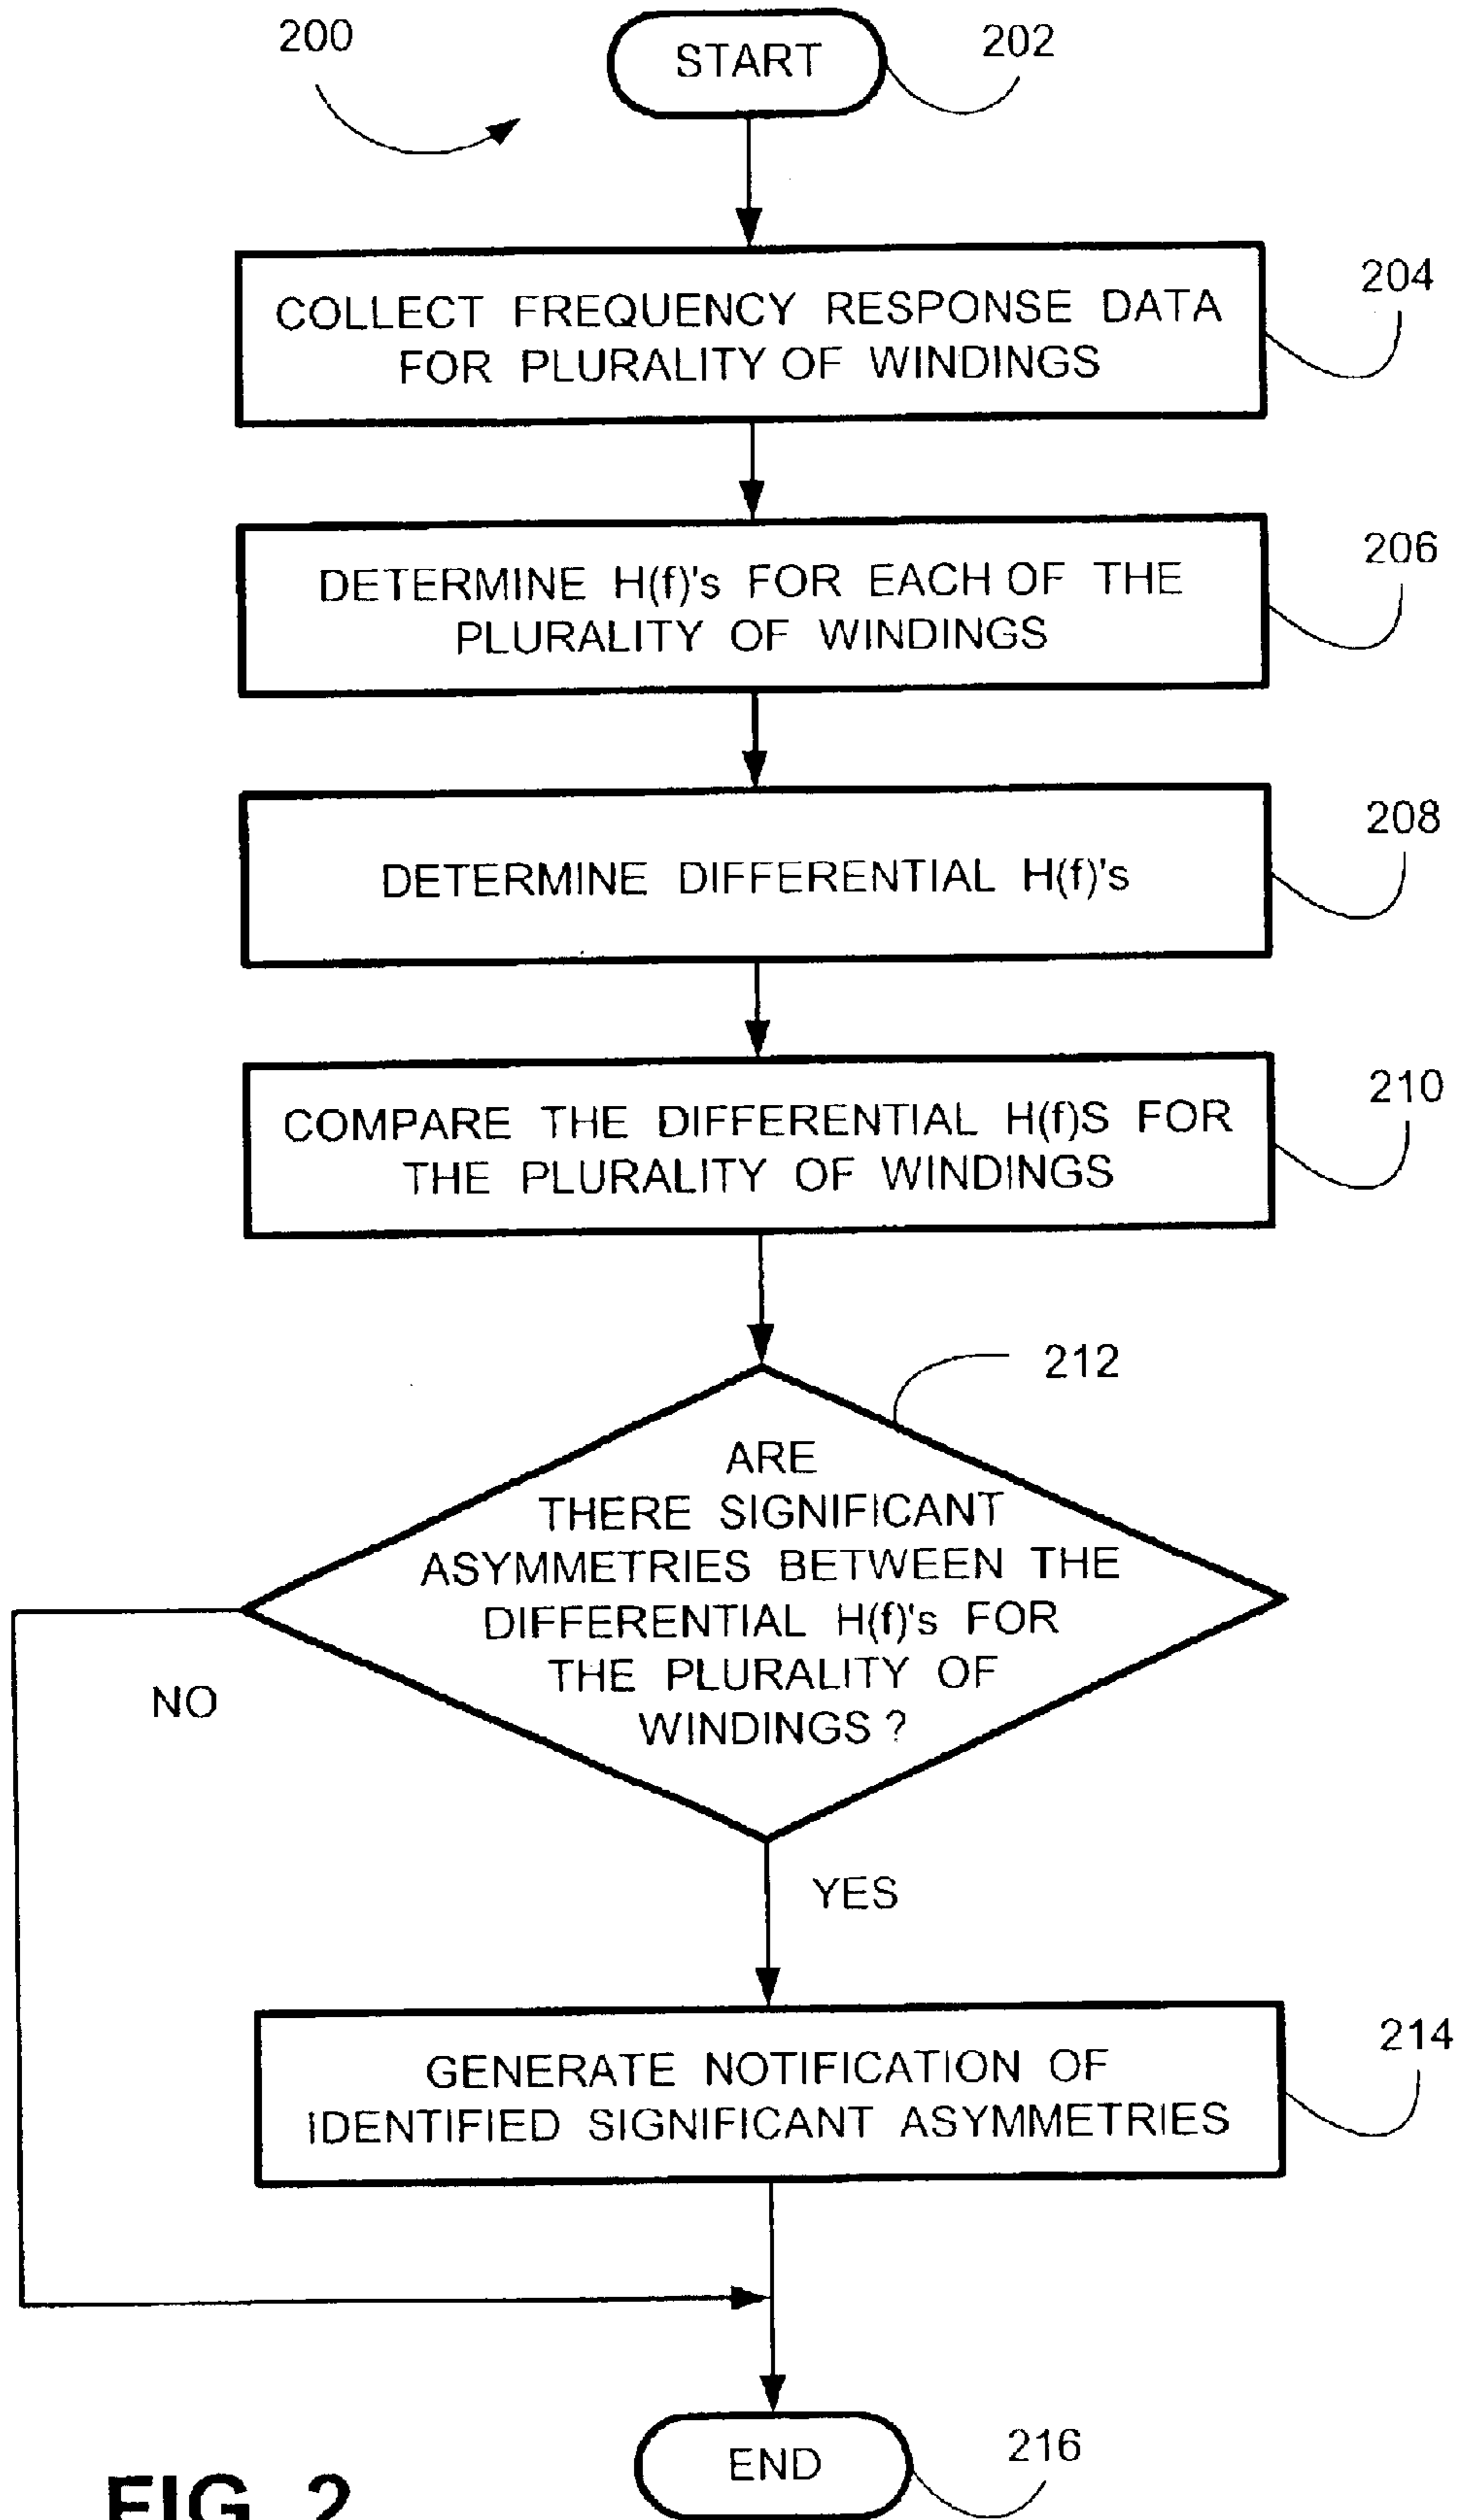 200
START
202
COLLECT FREQUENCY RESPONSE DATA
FOR PLURALITY OF WINDINGS
204
DETERMINE H(f)'s FOR EACH OF THE
PLURALITY OF WINDINGS
206
DETERMINE DIFFERENTIAL H(f)'s
208
COMPARE THE DIFFERENTIAL H(f)S FOR
THE PLURALITY OF WINDINGS
210
212
ARE
THERE SIGNIFICANT
ASYMMETRIES BETWEEN THE
DIFFERENTIAL H(f)'s FOR
THE PLURALITY OF
WINDINGS ?
NO
YES
GENERATE NOTIFICATION OF
IDENTIFIED SIGNIFICANT ASYMMETRIES
214
END
216
FIG. 2